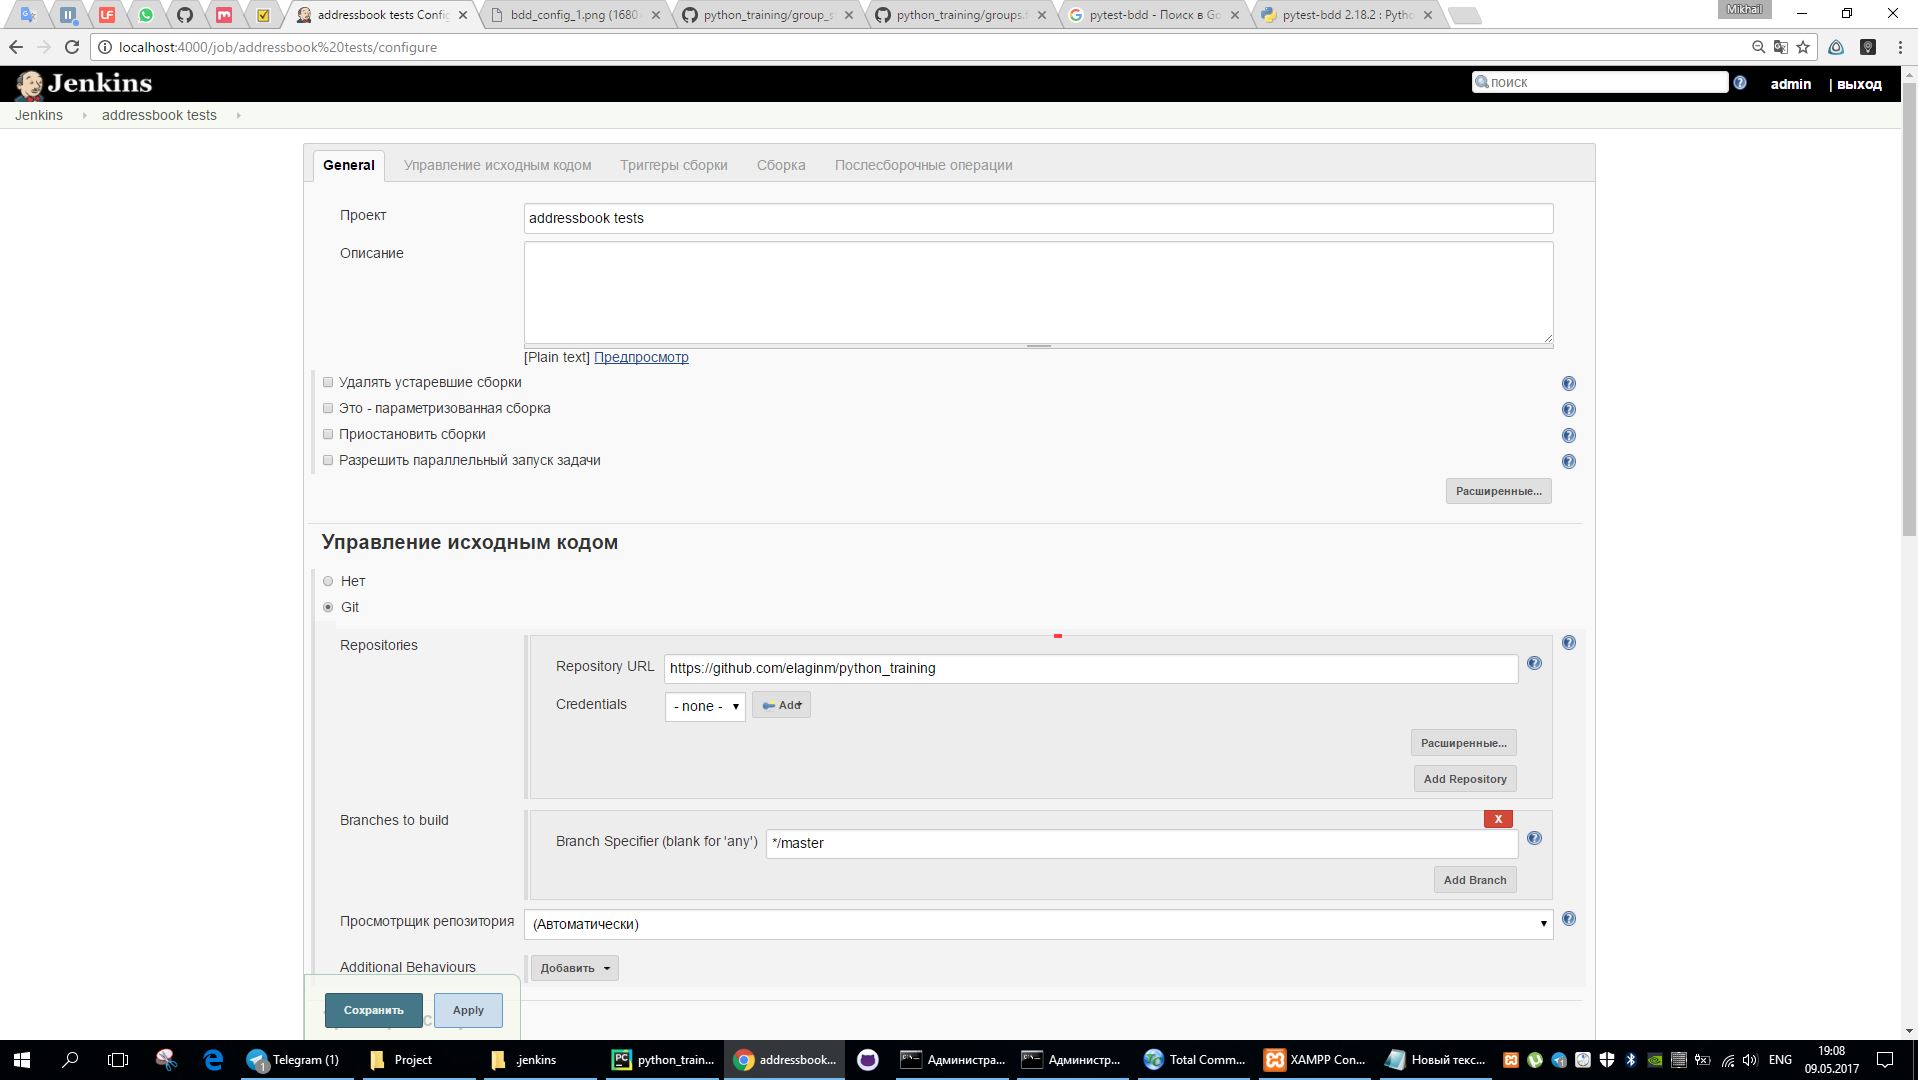 addressbook tests Config
bdd_config_1.png (1680
python_training/group_s
python_training/groups.f
pytest-bdd - Поиск в Go
pytest-bdd 2.18.2 : Pytho
Mikhail
localhost:4000/job/addressbook%20tests/configure
Jenkins
поиск
admin
| выход
Jenkins
addressbook tests
General
Управление исходным кодом
Триггеры сборки
Сборка
Послесборочные операции
Проект
addressbook tests
Описание
[Plain text] Предпросмотр
Удалять устаревшие сборки
Это - параметризованная сборка
Приостановить сборки
Разрешить параллельный запуск задачи
Расширенные...
Управление исходным кодом
Нет
Git
Repositories
Repository URL
https://github.com/elaginm/python_training
Credentials
- none -
Add
Расширенные...
Add Repository
Branches to build
X
Branch Specifier (blank for 'any')
*/master
Add Branch
Просмотрщик репозитория
(Автоматически)
Additional Behaviours
Добавить
Сохранить
Apply
Telegram (1)
Project
.jenkins
python_train...
addressbook...
Администра...
Администр...
Total Comm...
XAMPP Con...
Новый текс...
ENG
19:08
09.05.2017